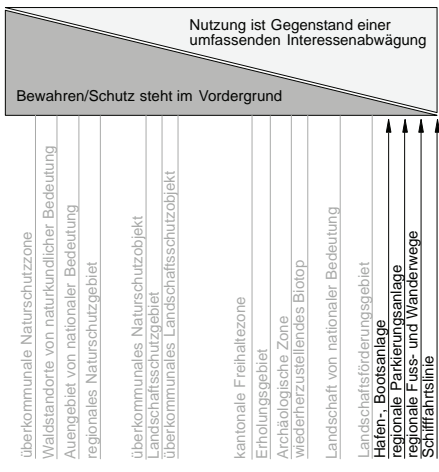 Nutzung ist Gegenstand einer
umfassenden Interessenabwägung
Bewahren/Schutz steht im Vordergrund
überkommunale Naturschutzzone
Waldstandorte von naturkundlicher Bedeutung
Auengebiet von nationaler Bedeutung
regionales Naturschutzgebiet
überkommunales Naturschutzobjekt
Landschaftsschutzgebiet
überkommunales Landschaftsschutzobjekt
kantonale Freihaltezone
Erholungsgebiet
Archäologische Zone
wiederherzustellendes Biotop
Landschaft von nationaler Bedeutung
Landschaftsförderungsgebiet
Hafen-, Bootsanlage
regionale Parkierungsanlage
regionale Fuss- und Wanderwege
Schifffahrtslinie